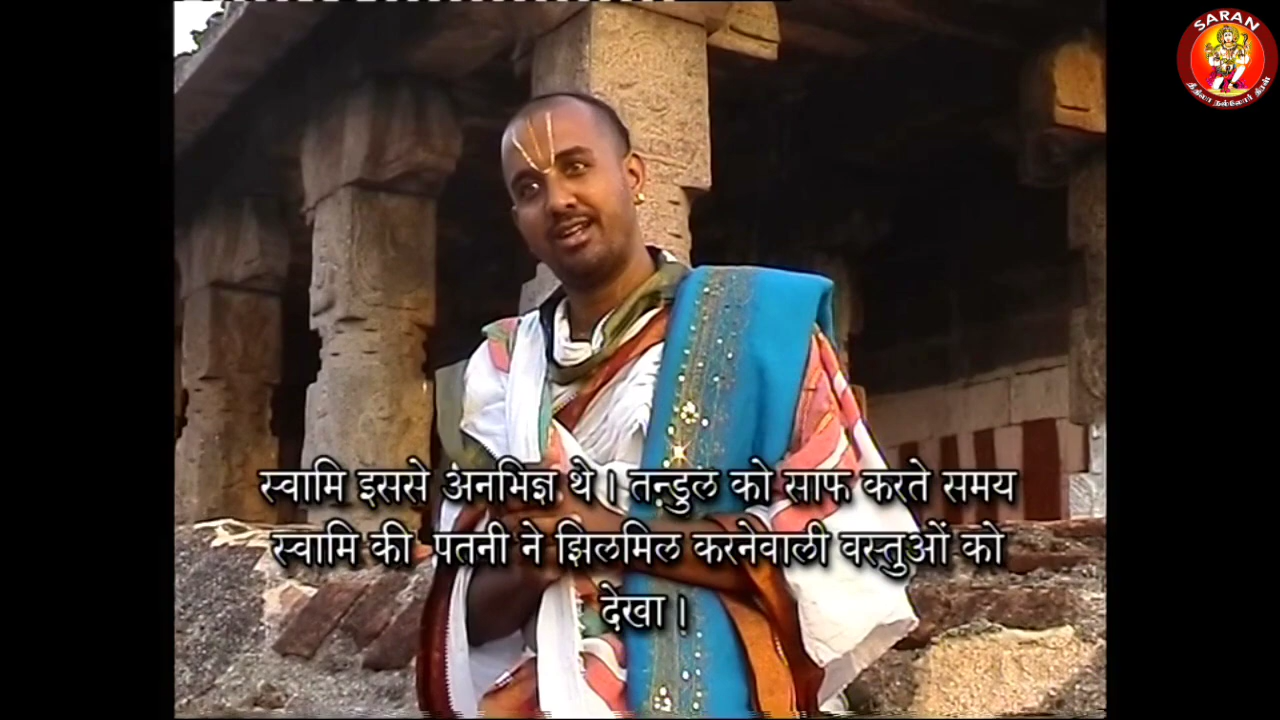 SARAN
स्वामि इससे अनभिज्ञ थे। तन्डुल को साफ करते समय
स्वामि की पतनी ने झिलमिल करनेवाली वस्तुओं को
देखा।